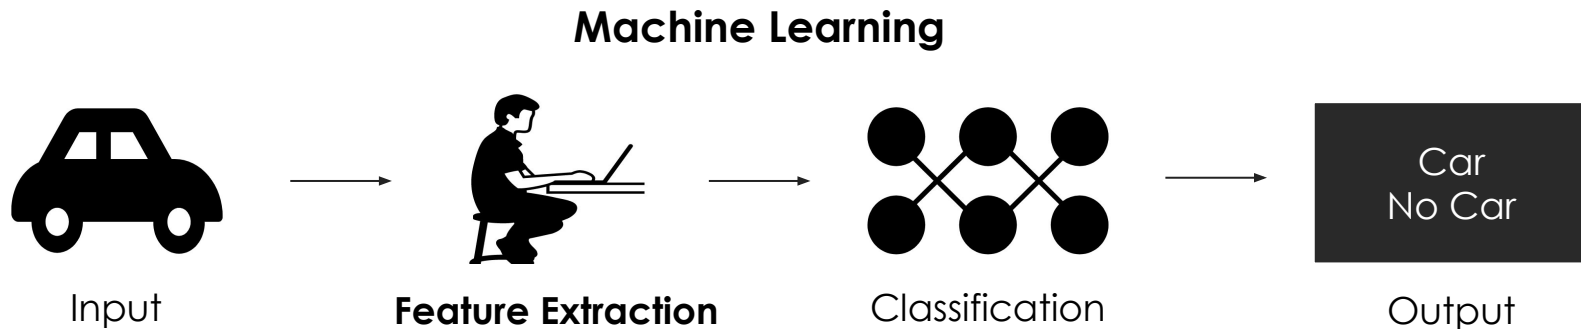 Machine Learning
Car
No Car
Input
Feature Extraction
Classification
Output